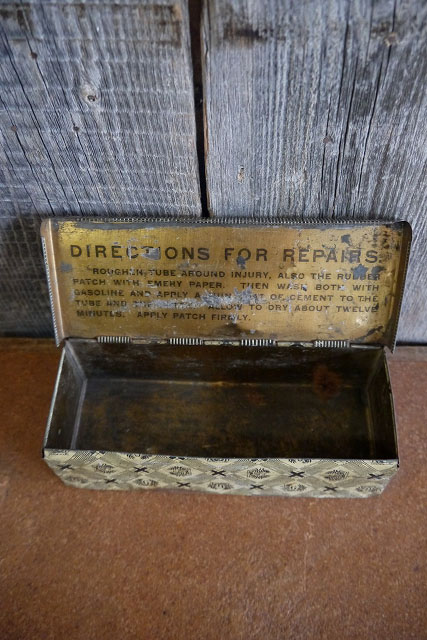 DIRECTIONS FOR REPAIRS.
ROUGHEN TUBE AROUND INJURY, ALSO THE RUBBER
PATCH WITH EMERY PAPER. THEN WASH BOTH WITH
GASOLINE AND APPLY A OF CEMENT TO THE
TUBE AND ALLOW TO DRY ABOUT TWELVE
MINUTES. APPLY PATCH FIRMLY.